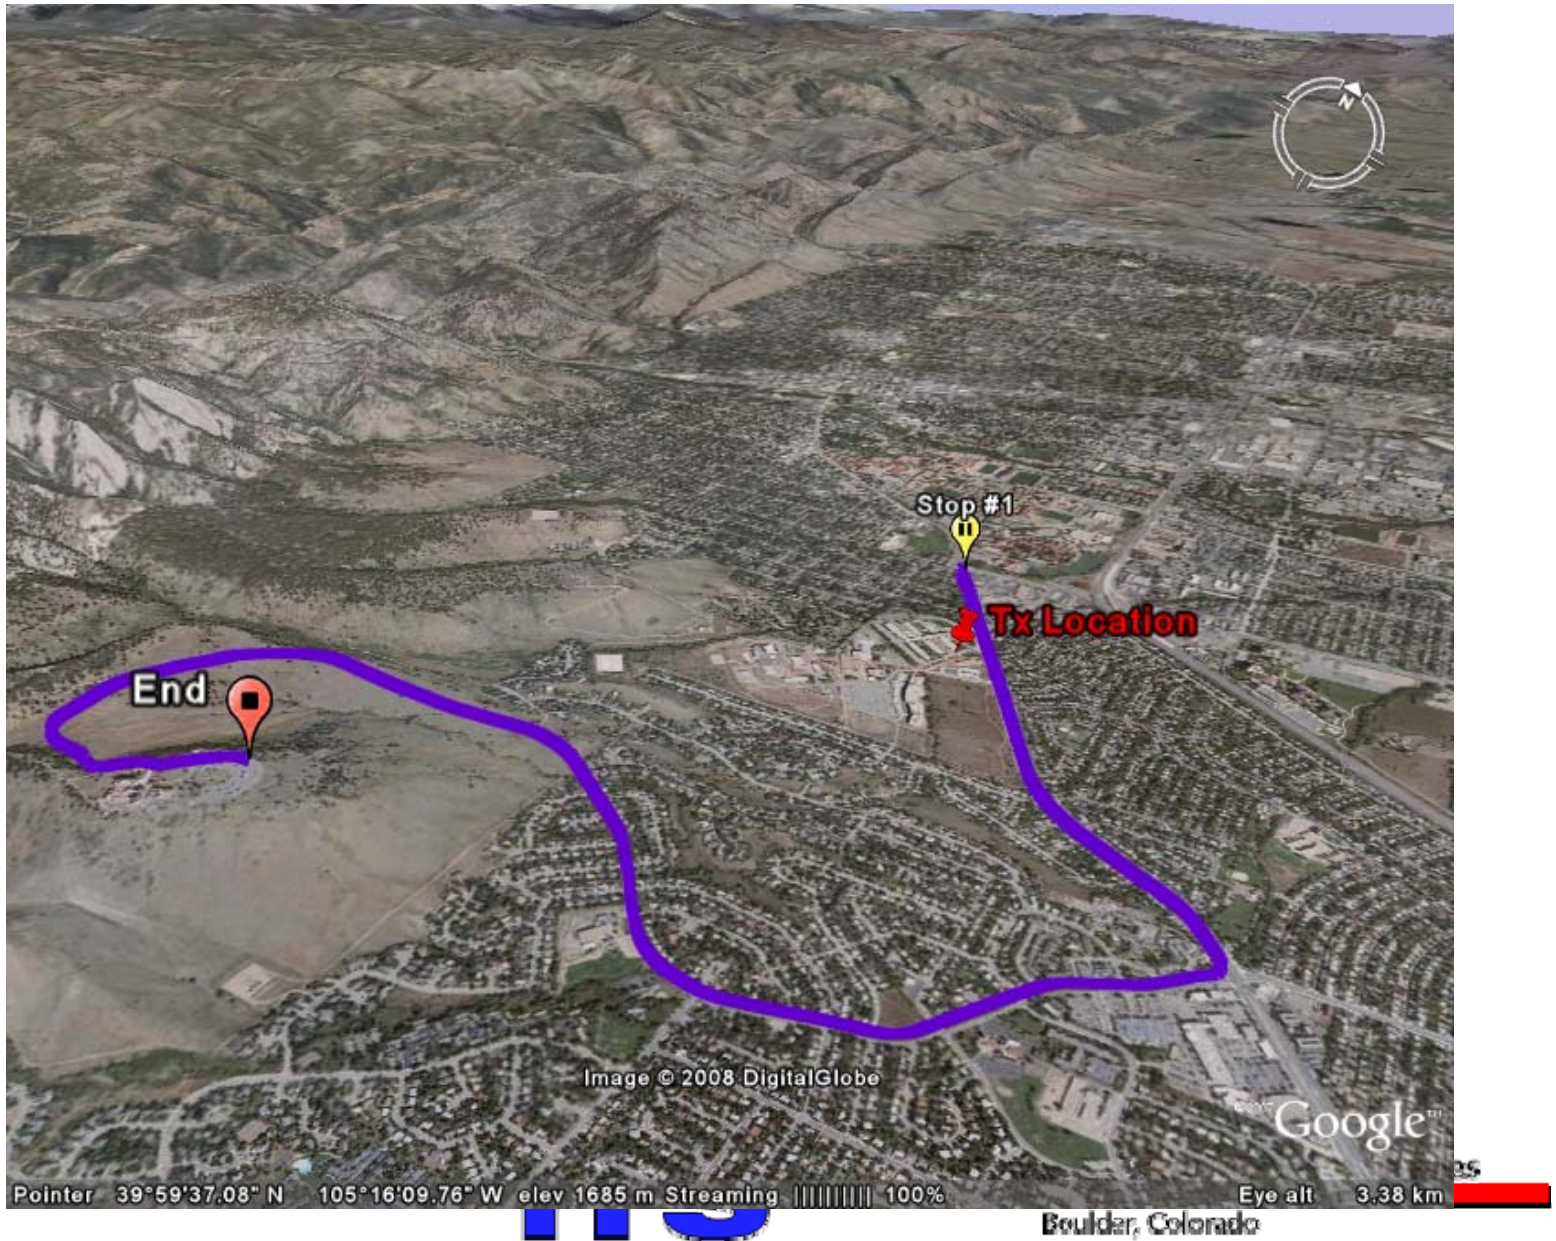 N
Stop #1
Tx Location
End
Image © 2008 DigitalGlobe
Google™
Pointer 39°59'37.08" N 105°16'09.76" W elev 1685 m Streaming |||||||||| 100% Eye alt 3.38 km
Boulder, Colorado